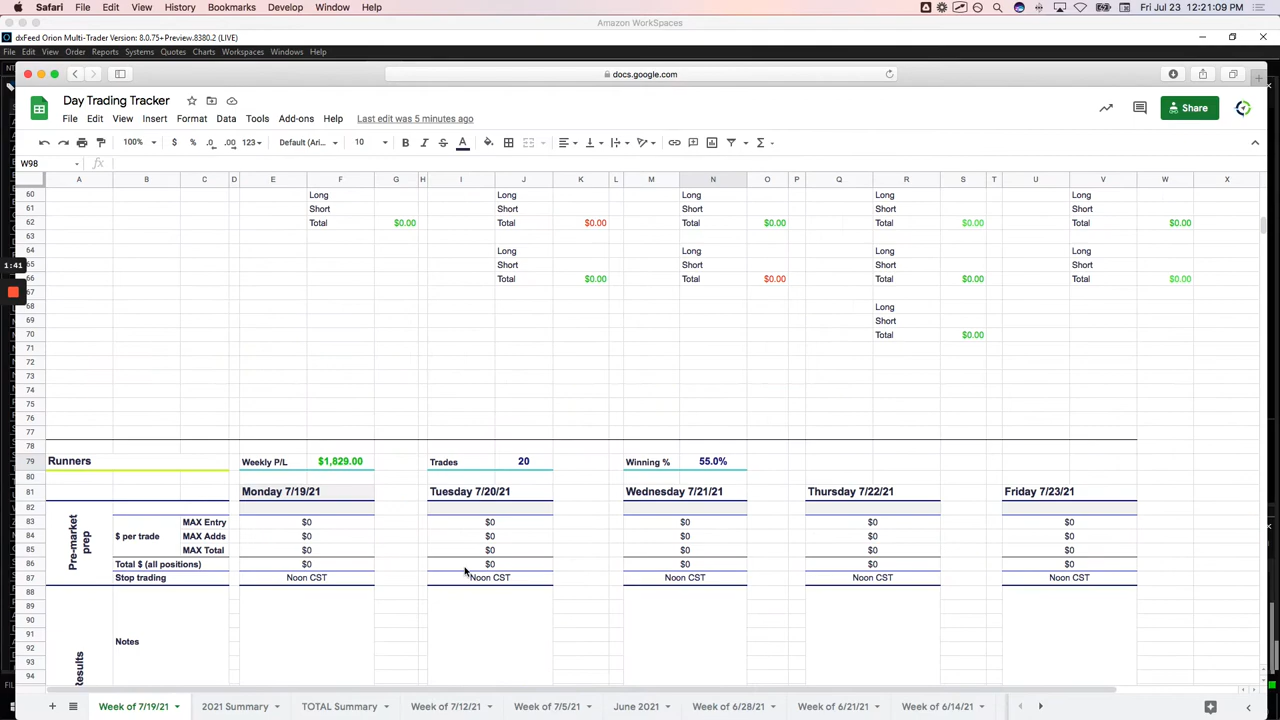 Safari File Edit View History Bookmarks Develop Window Help Fri Jul 23 12:21:09 PM
Amazon WorkSpaces
dxFeed Orion Multi-Trader Version: 8.0.75+Preview.8380.2 (LIVE)
File Edit View Order Reports Systems Quotes Charts Workspaces Windows Help
docs.google.com
Day Trading Tracker
File Edit View Insert Format Data Tools Add-ons Help Last edit was 5 minutes ago
Share
100% $ % .0 .00 123 Default (Ari... 10 B I S A
W98 fx
A B C D E F G H I J K L M N O P Q R S T U V W X
60 Long Long Long Long Long
61 Short Short Short Short Short
62 Total $0.00 Total $0.00 Total $0.00 Total $0.00 Total $0.00
63
64 Long Long Long Long
65 Short Short Short Short
1:41
66 Total $0.00 Total $0.00 Total $0.00 Total $0.00
67
68 Long
69 Short
70 Total $0.00
71
72
73
74
75
76
77
78
79 Runners Weekly P/L $1,829.00 Trades 20 Winning % 55.0%
80
81 Monday 7/19/21 Tuesday 7/20/21 Wednesday 7/21/21 Thursday 7/22/21 Friday 7/23/21
82
Pre-market prep
83 MAX Entry $0 $0 $0 $0 $0
84 $ per trade MAX Adds $0 $0 $0 $0 $0
85 MAX Total $0 $0 $0 $0 $0
86 Total $ (all positions) $0 $0 $0 $0 $0
87 Stop trading Noon CST Noon CST Noon CST Noon CST Noon CST
88
89
90
91 Notes
92
93
94
Results
Week of 7/19/21 2021 Summary TOTAL Summary Week of 7/12/21 Week of 7/5/21 June 2021 Week of 6/28/21 Week of 6/21/21 Week of 6/14/21